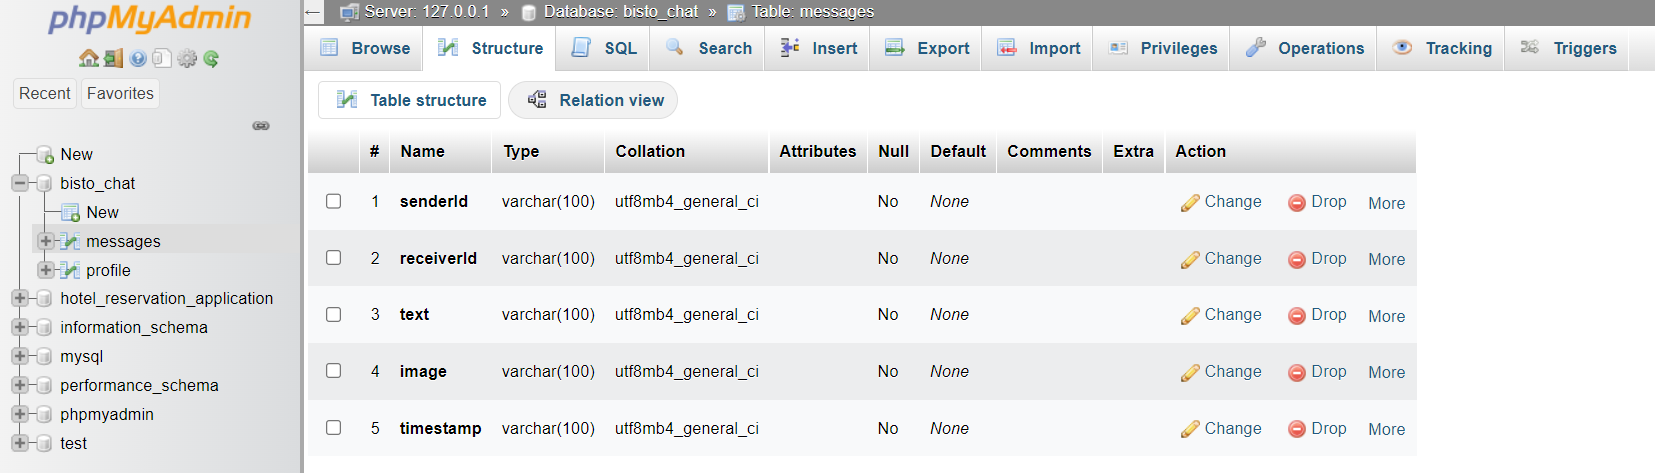 phpMyAdmin
Recent Favorites
New
bisto_chat
New
messages
profile
hotel_reservation_application
information_schema
mysql
performance_schema
phpmyadmin
test
← Server: 127.0.0.1 » Database: bisto_chat » Table: messages
Browse Structure SQL Search Insert Export Import Privileges Operations Tracking Triggers
Table structure Relation view
# Name Type Collation Attributes Null Default Comments Extra Action
1 senderId varchar(100) utf8mb4_general_ci No None Change Drop More
2 receiverId varchar(100) utf8mb4_general_ci No None Change Drop More
3 text varchar(100) utf8mb4_general_ci No None Change Drop More
4 image varchar(100) utf8mb4_general_ci No None Change Drop More
5 timestamp varchar(100) utf8mb4_general_ci No None Change Drop More